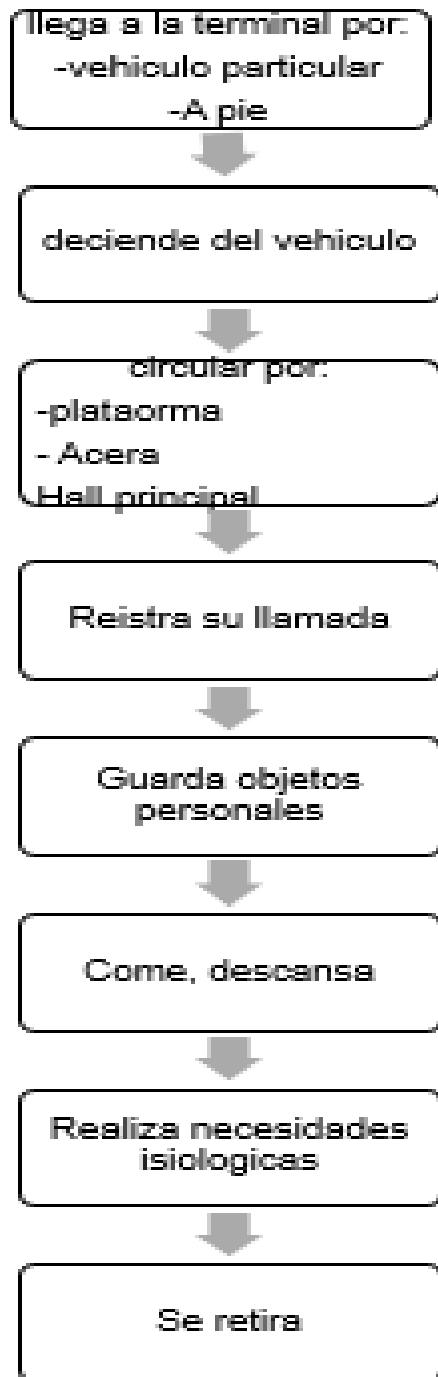 llega a la terminal por:
-vehiculo particular
-A pie
deciende del vehiculo
circular por:
-plataorma
- Acera
Hall principal
Reistra su llamada
Guarda objetos
personales
Come, descansa
Realiza necesidades
isiologicas
Se retira